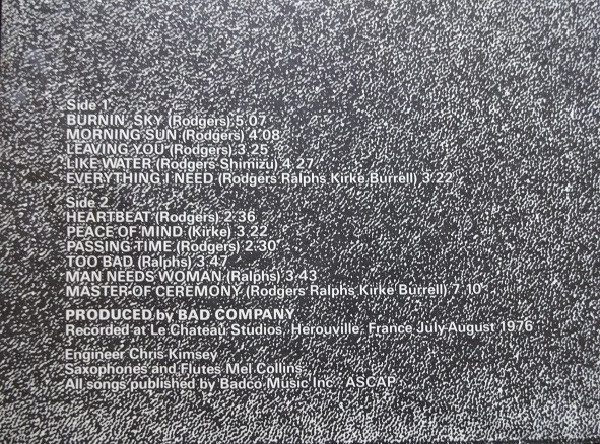 Side 1
BURNIN, SKY (Rodgers) 5.07
MORNING SUN (Rodgers) 4'08
LEAVING YOU (Rodgers) 3.25
LIKE WATER (Rodgers-Shimizu) 4.27
EVERYTHING I NEED (Rodgers Ralphs Kirke Burrell) 3.22
Side 2
HEARTBEAT (Rodgers) 2:36
PEACE OF MIND (Kirke) 3.22
PASSING TIME (Rodgers) 2.30
TOO BAD (Ralphs) 3.47
MAN NEEDS WOMAN (Ralphs) 3.43
MASTER OF CEREMONY (Rodgers Ralphs Kirke Burrell) 7.10
PRODUCED by BAD COMPANY
Recorded at Le Chateau Studios, Herouville, France July-August 1976
Engineer Chris Kimsey
Saxophones and Flutes Mel Collins
All songs published by Badco Music Inc. ASCAP